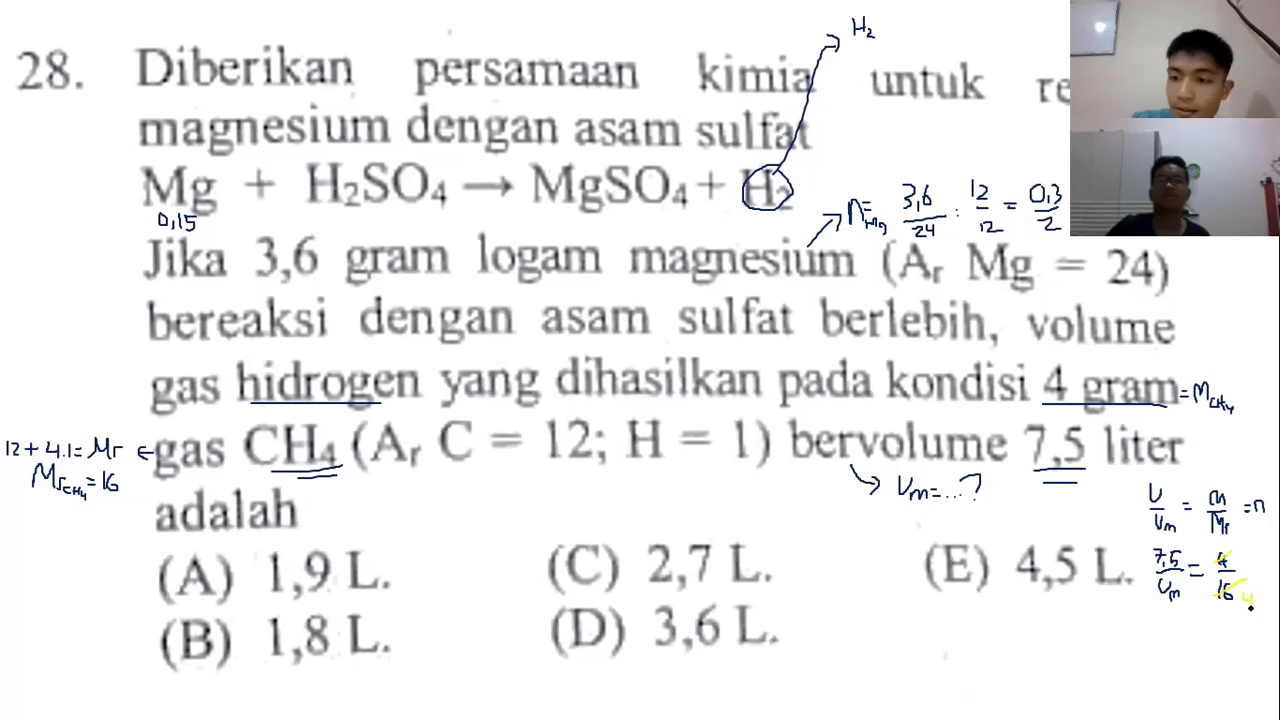 H₂
28. Diberikan persamaan kimia untuk re
magnesium dengan asam sulfat
Mg + H₂SO₄ → MgSO₄ + H₂
0,15
n Mg = 3,6/24 : 12/12 = 0,3/2
Jika 3,6 gram logam magnesium (Aᵣ Mg = 24)
bereaksi dengan asam sulfat berlebih, volume
gas hidrogen yang dihasilkan pada kondisi 4 gram = m CH₄
12 + 4.1 = Mr ← gas CH₄ (Aᵣ C = 12; H = 1) bervolume 7,5 liter
Mr CH₄ = 16
→ Vm = ...?
adalah
V/Vm = m/Mr = n
(A) 1,9 L. (C) 2,7 L. (E) 4,5 L.
7,5/Vm = 4/16 4
(B) 1,8 L. (D) 3,6 L.